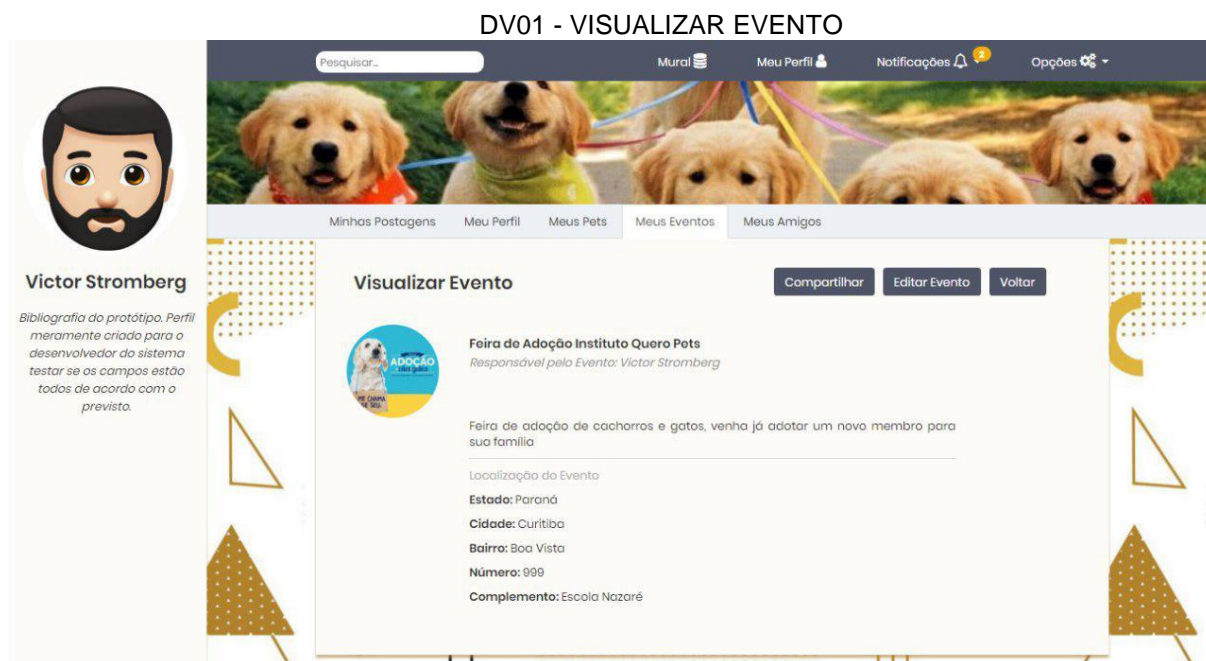 DV01 - VISUALIZAR EVENTO
Pesquisar...
Mural
Meu Perfil
Notificações
2
Opções
Minhas Postagens
Meu Perfil
Meus Pets
Meus Eventos
Meus Amigos
Victor Stromberg
Bibliografia do protótipo. Perfil
meramente criado para o
desenvolvedor do sistema
testar se os campos estão
todos de acordo com o
previsto.
Visualizar Evento
Compartilhar
Editar Evento
Voltar
ADOÇÃO
ME CHAMA
DE SEU
Feira de Adoção Instituto Quero Pets
Responsável pelo Evento: Victor Stromberg
Feira de adoção de cachorros e gatos, venha já adotar um novo membro para
sua família
Localização do Evento
Estado: Paraná
Cidade: Curitiba
Bairro: Boa Vista
Número: 999
Complemento: Escola Nazaré